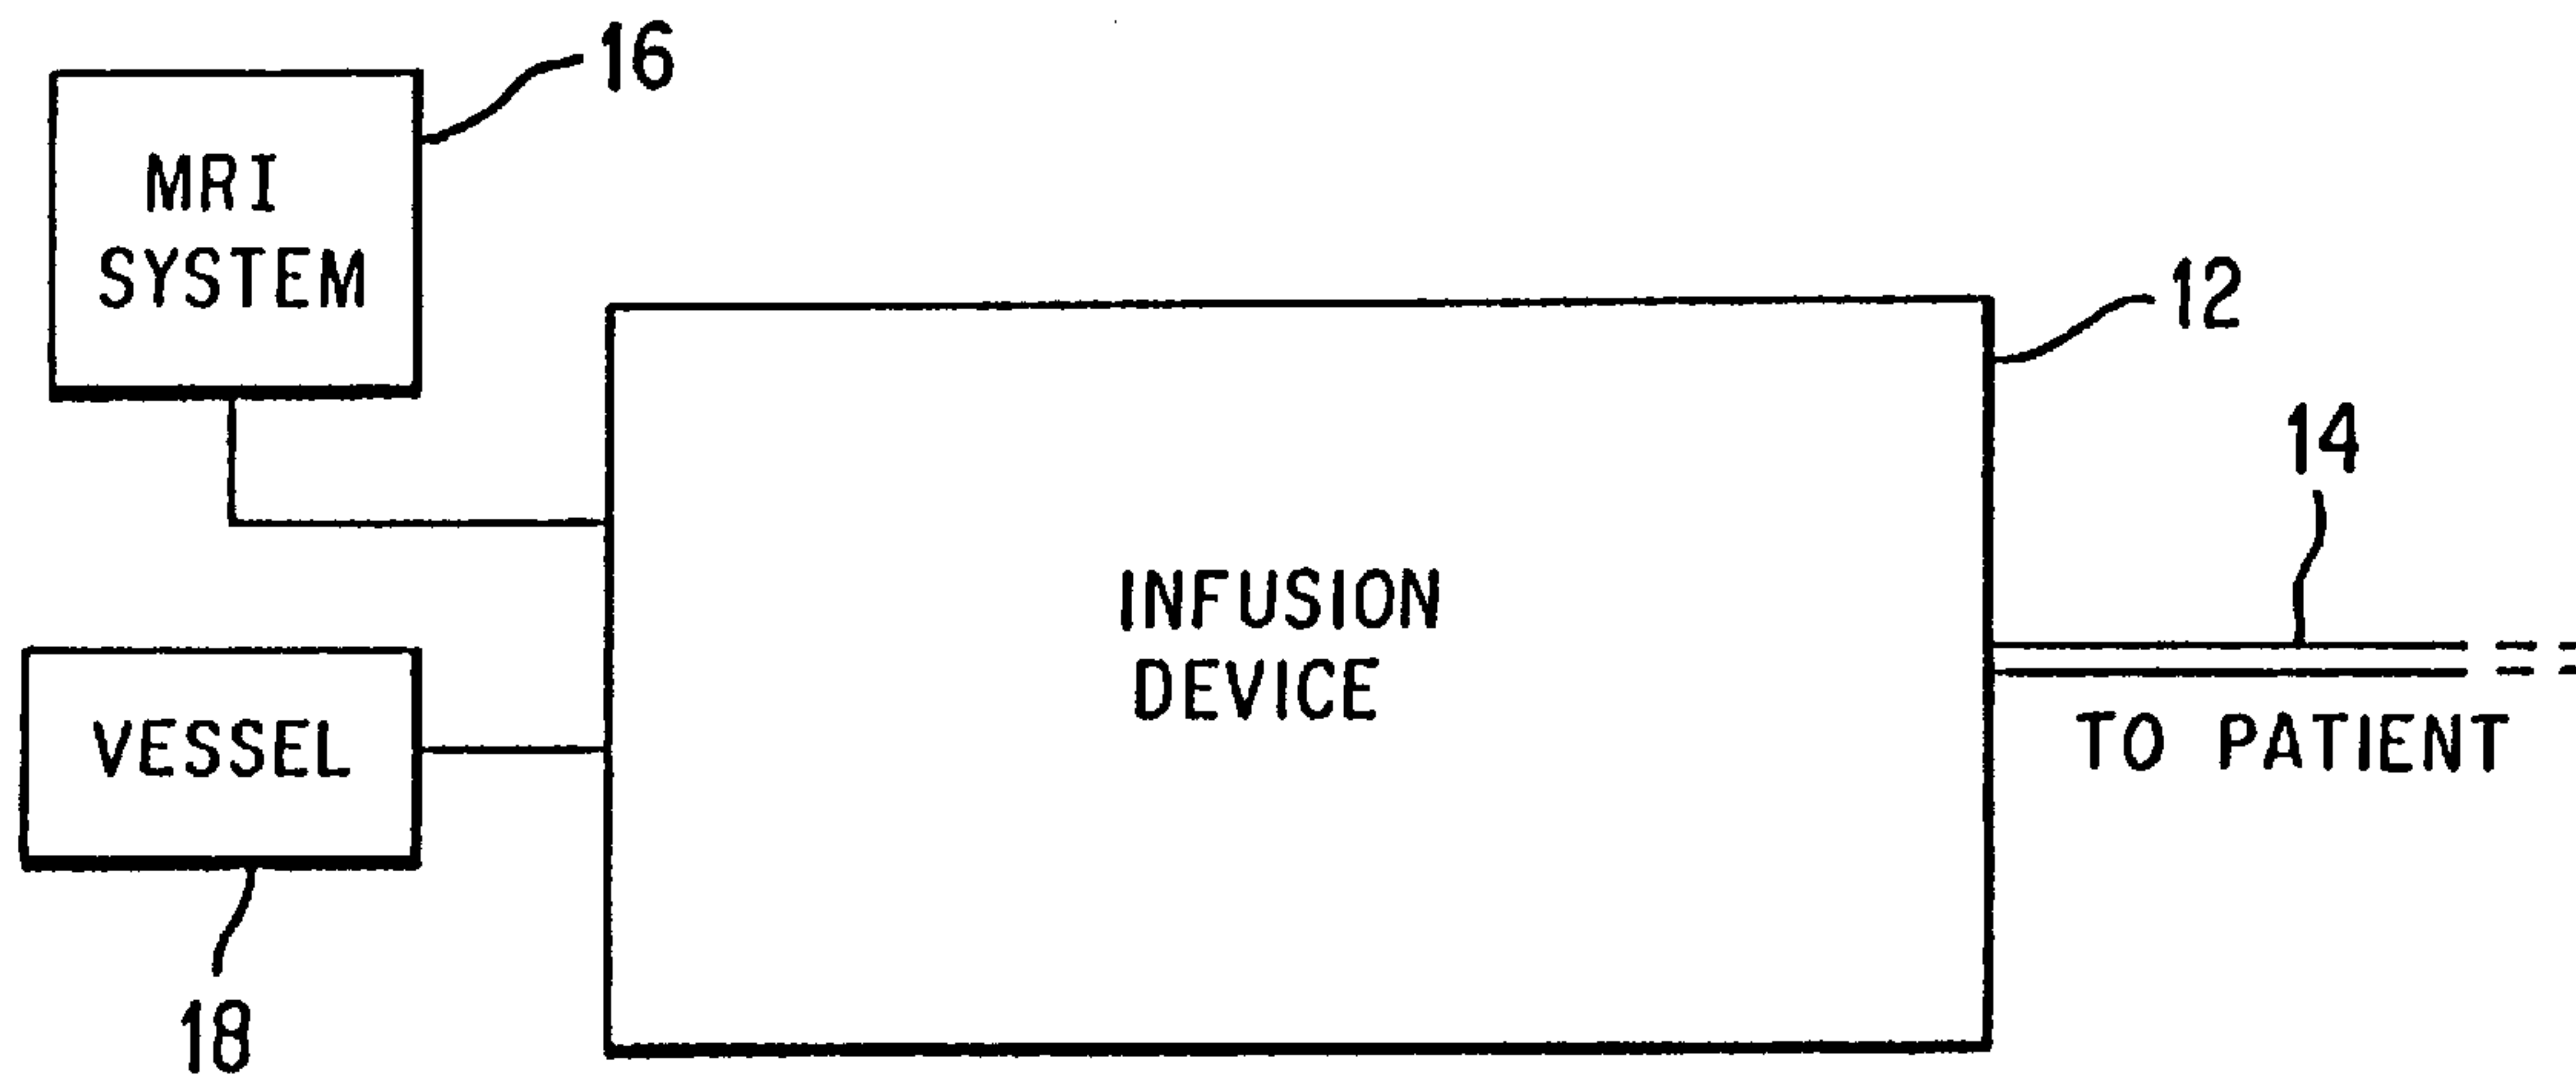 16
MRI
SYSTEM
12
14
INFUSION
DEVICE
VESSEL
TO PATIENT
18